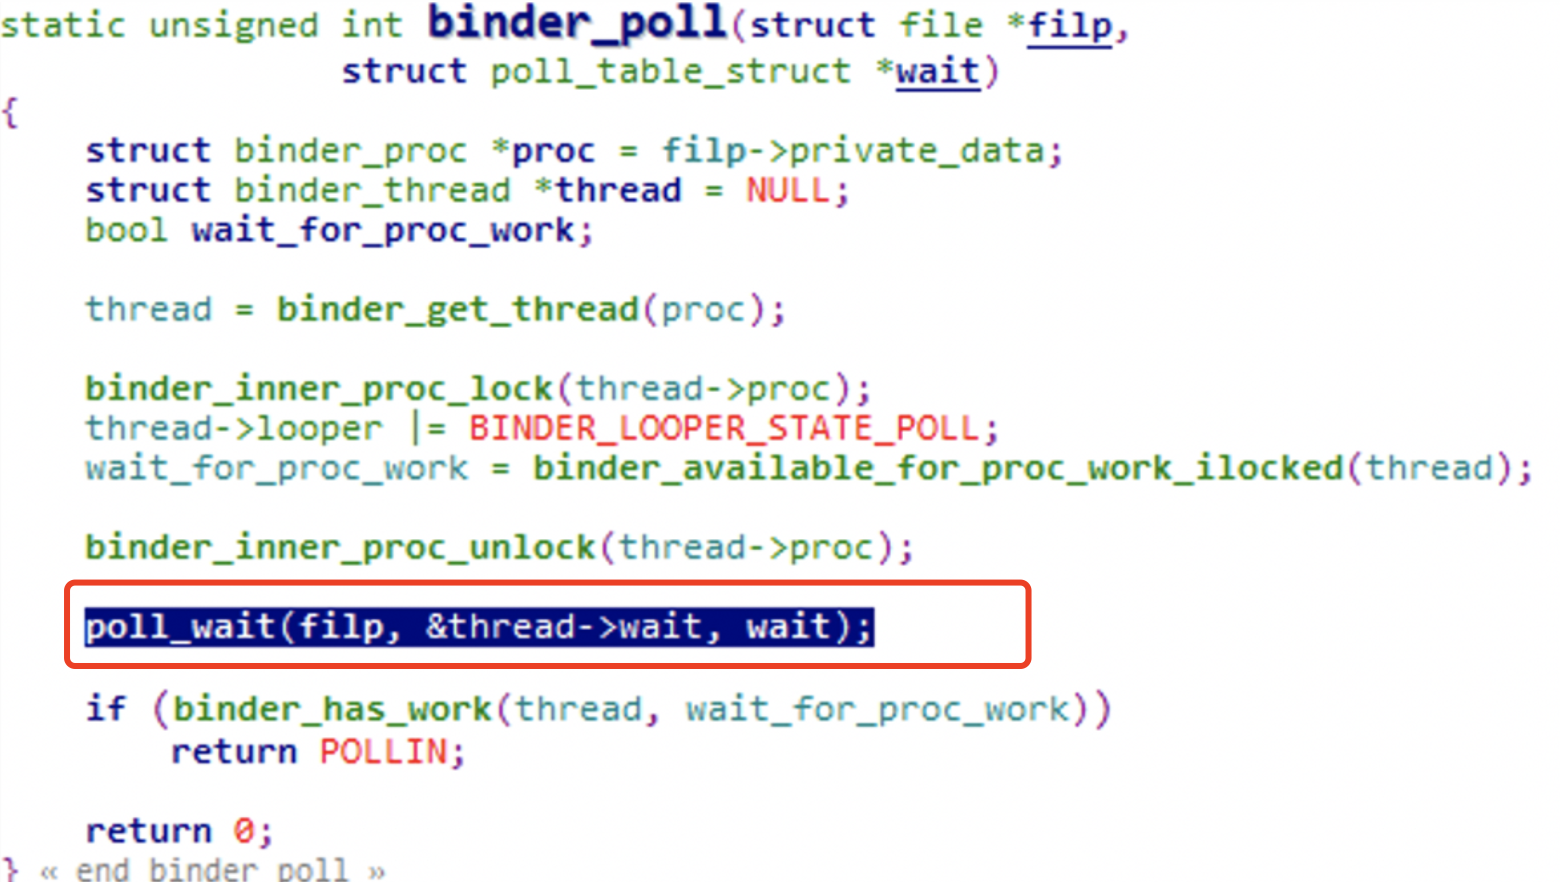 static unsigned int binder_poll(struct file *filp,
struct poll_table_struct *wait)
{
struct binder_proc *proc = filp->private_data;
struct binder_thread *thread = NULL;
bool wait_for_proc_work;
thread = binder_get_thread(proc);
binder_inner_proc_lock(thread->proc);
thread->looper |= BINDER_LOOPER_STATE_POLL;
wait_for_proc_work = binder_available_for_proc_work_ilocked(thread);
binder_inner_proc_unlock(thread->proc);
poll_wait(filp, &thread->wait, wait);
if (binder_has_work(thread, wait_for_proc_work))
return POLLIN;
return 0;
} « end binder_poll »